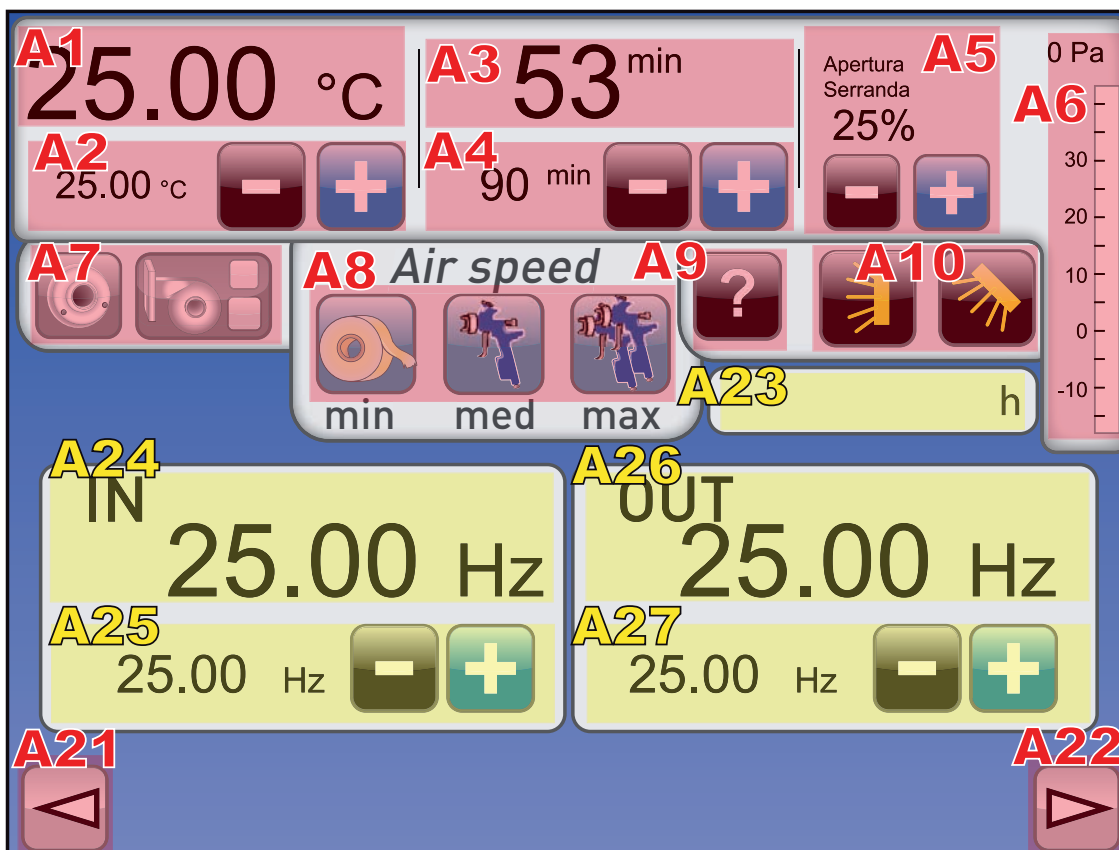 A1
25.00 °C
A2
25.00 °C
A3
53 min
A4
90 min
A5
Apertura
Serranda
25%
A6
0 Pa
30
20
10
0
-10
A7
A8
Air speed
min med max
A9
?
A10
A23
h
A24
IN
25.00 Hz
A25
25.00 Hz
A26
OUT
25.00 Hz
A27
25.00 Hz
A21
A22